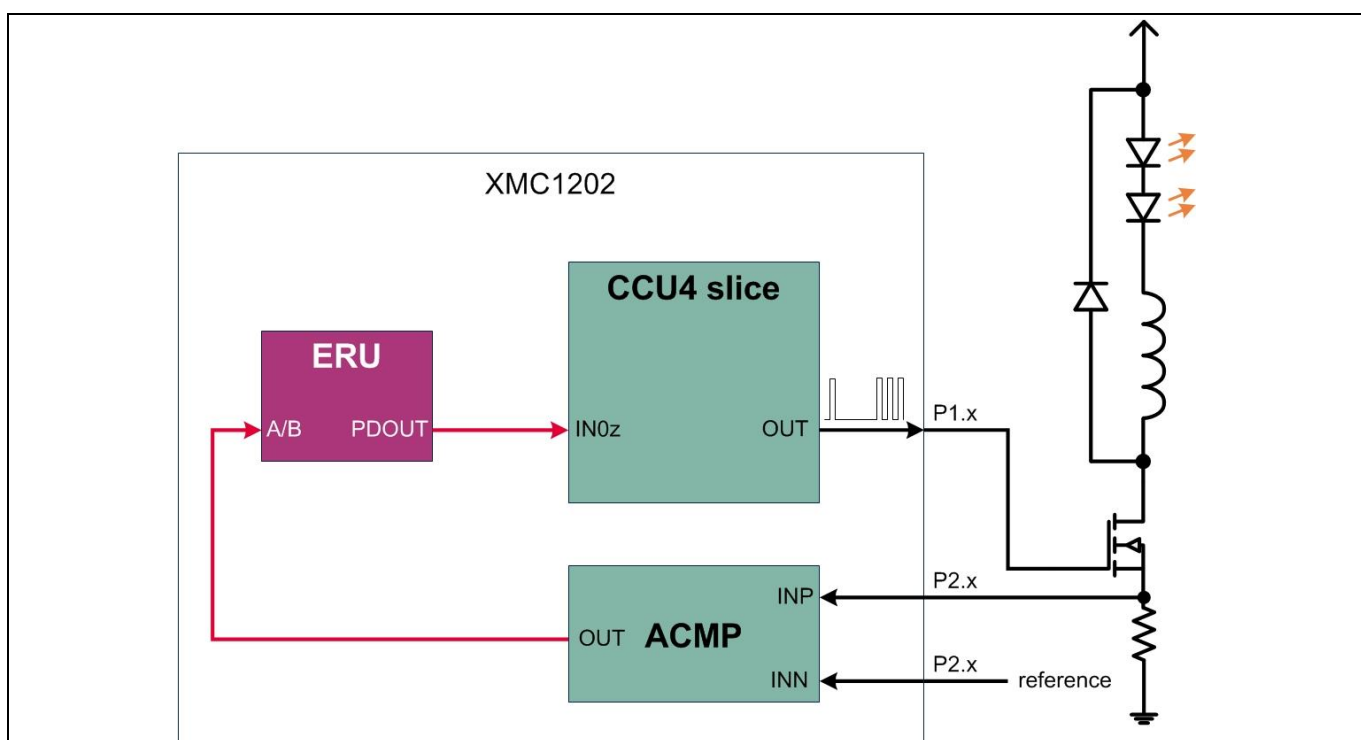 XMC1202
CCU4 slice
ERU
A/B PDOUT
IN0z OUT
P1.x
INP
P2.x
OUT ACMP
INN
P2.x
reference